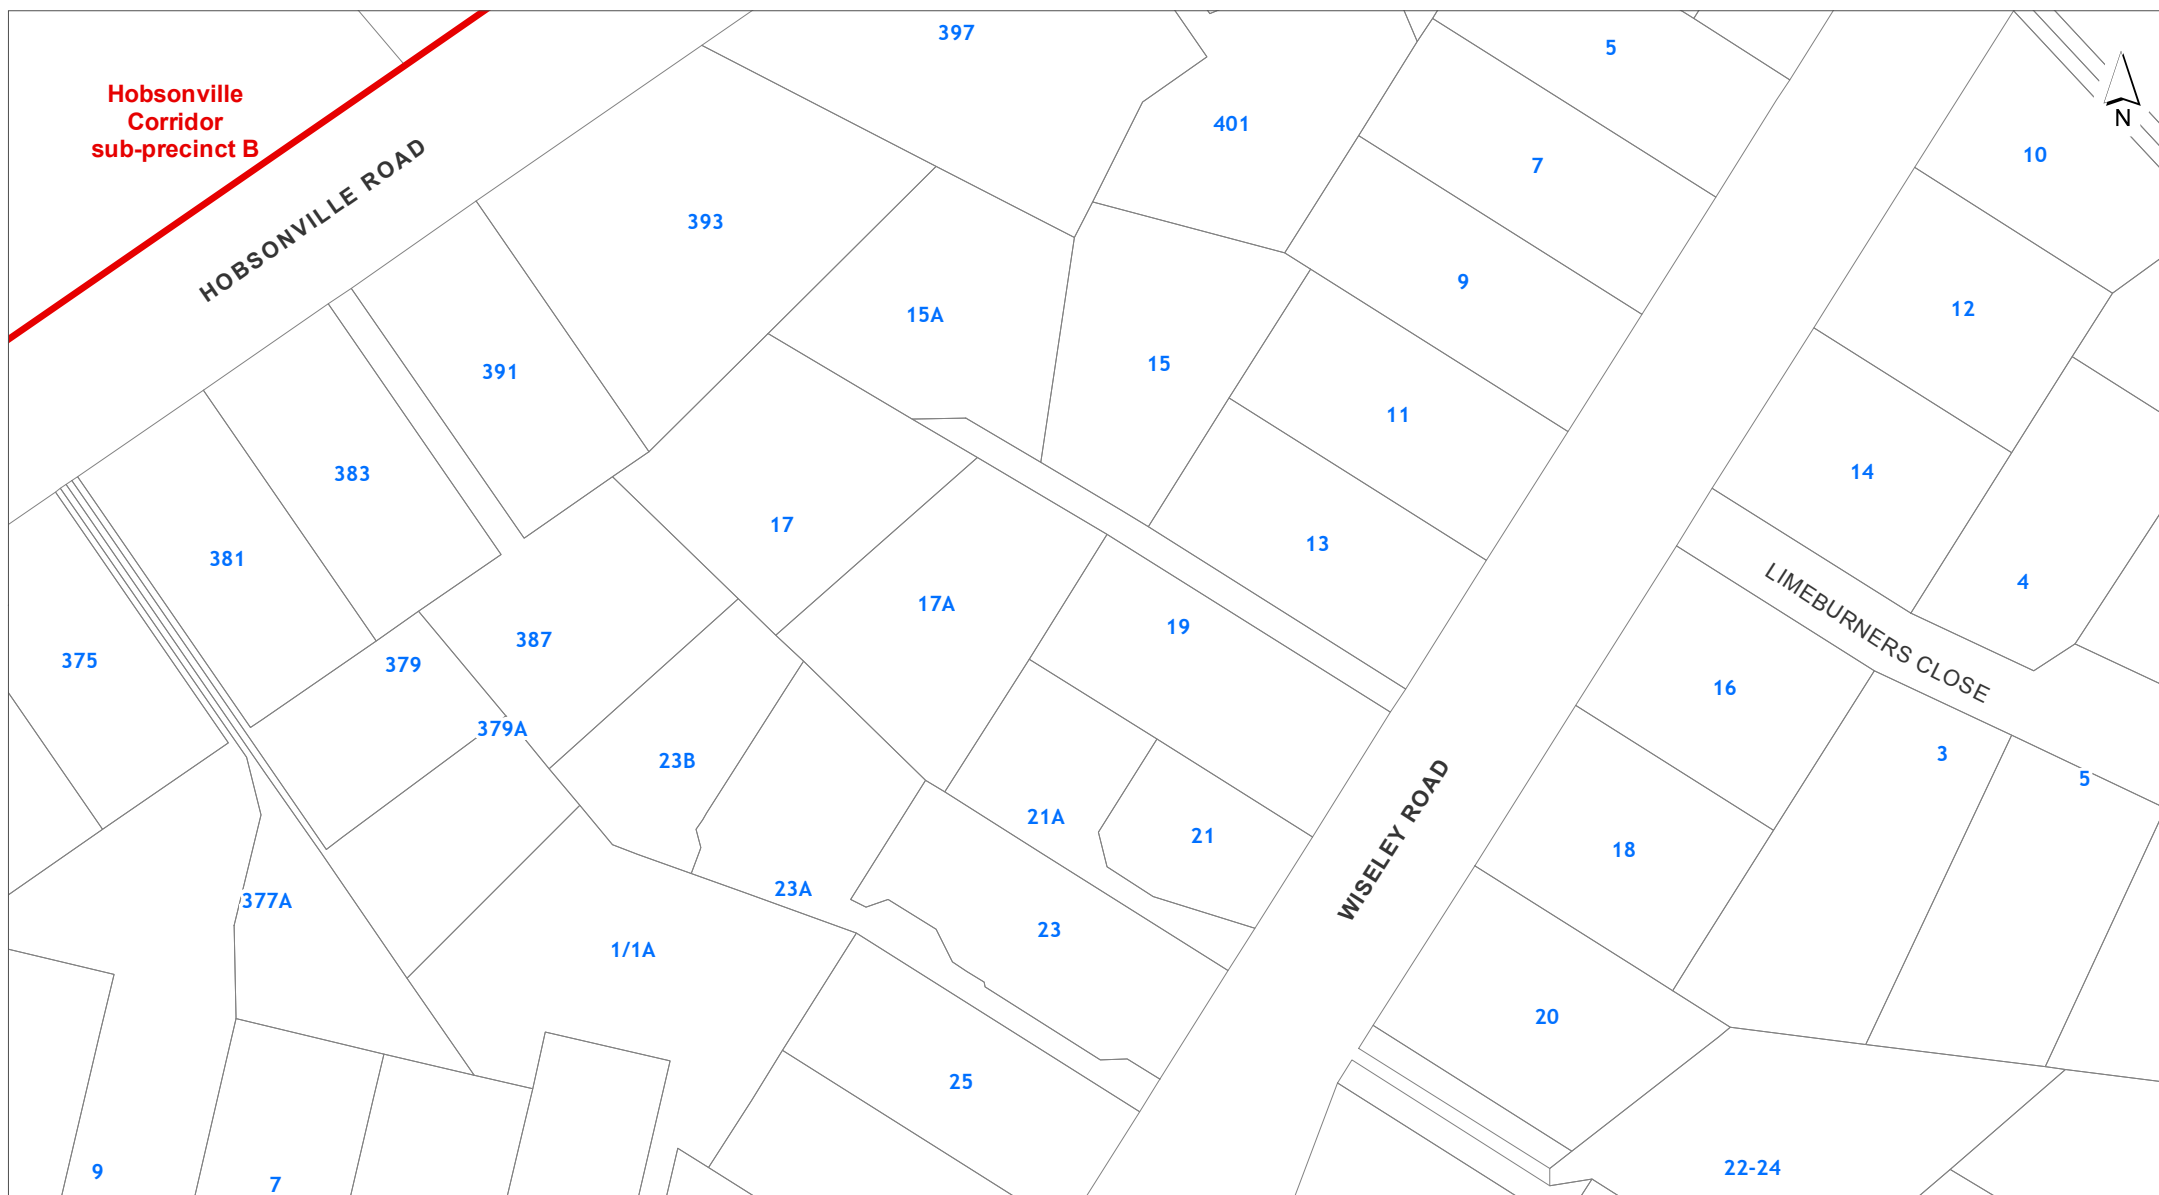 397
5
Hobsonville
Corridor
sub-precinct B
401
N
7
10
HOBSONVILLE ROAD
393
9
12
15A
15
391
11
14
383
17
13
381
4
LIMEBURNERS CLOSE
17A
19
387
375
379
16
379A
3
23B
5
21A
21
18
WISELEY ROAD
23A
377A
23
1/1A
20
25
22-24
9
7